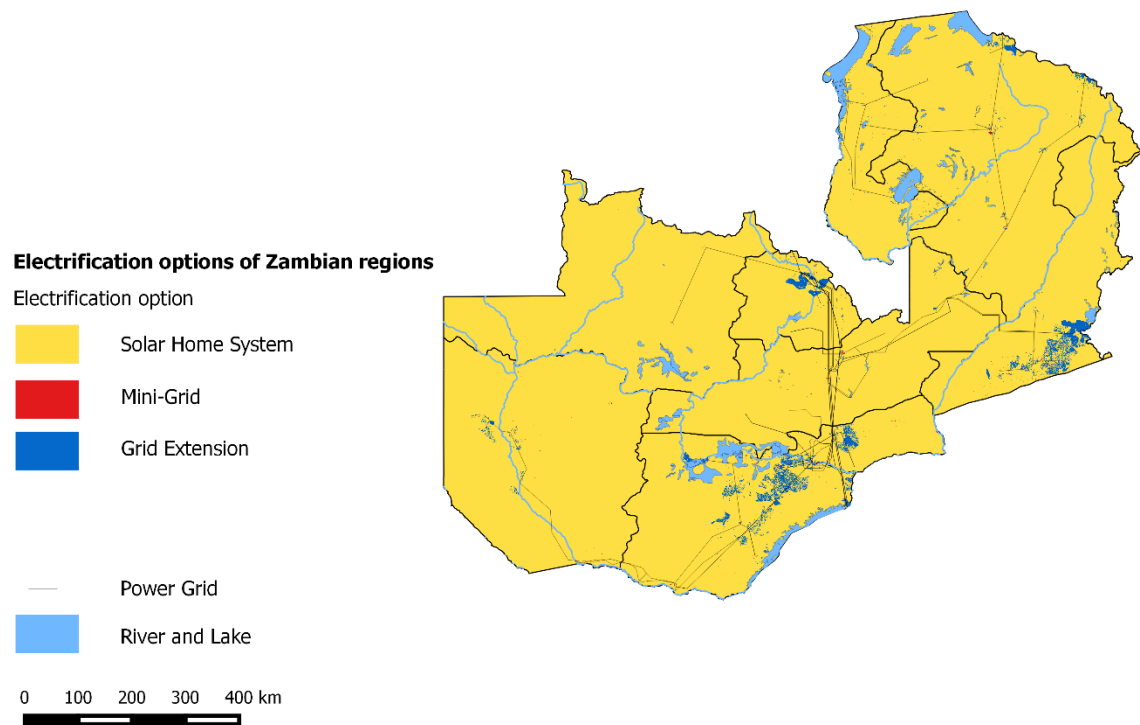 Electrification options of Zambian regions
Electrification option
Solar Home System
Mini-Grid
Grid Extension
Power Grid
River and Lake
0 100 200 300 400 km